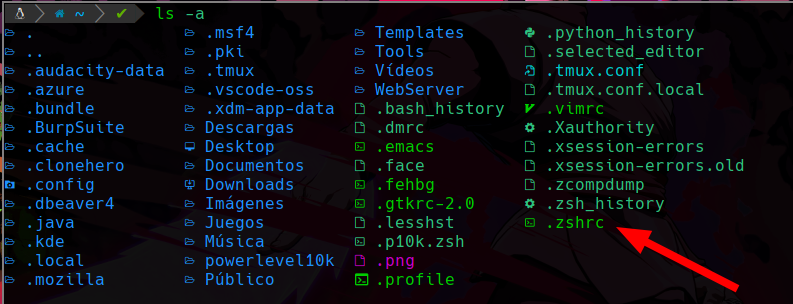 ~ ✔ ls -a
. .msf4 Templates .python_history
.. .pki Tools .selected_editor
.audacity-data .tmux Vídeos .tmux.conf
.azure .vscode-oss WebServer .tmux.conf.local
.bundle .xdm-app-data .bash_history .vimrc
.BurpSuite Descargas .dmrc .Xauthority
.cache Desktop .emacs .xsession-errors
.clonehero Documentos .face .xsession-errors.old
.config Downloads .fehbg .zcompdump
.dbeaver4 Imágenes .gtkrc-2.0 .zsh_history
.java Juegos .lesshst .zshrc
.kde Música .p10k.zsh
.local powerlevel10k .png
.mozilla Público .profile